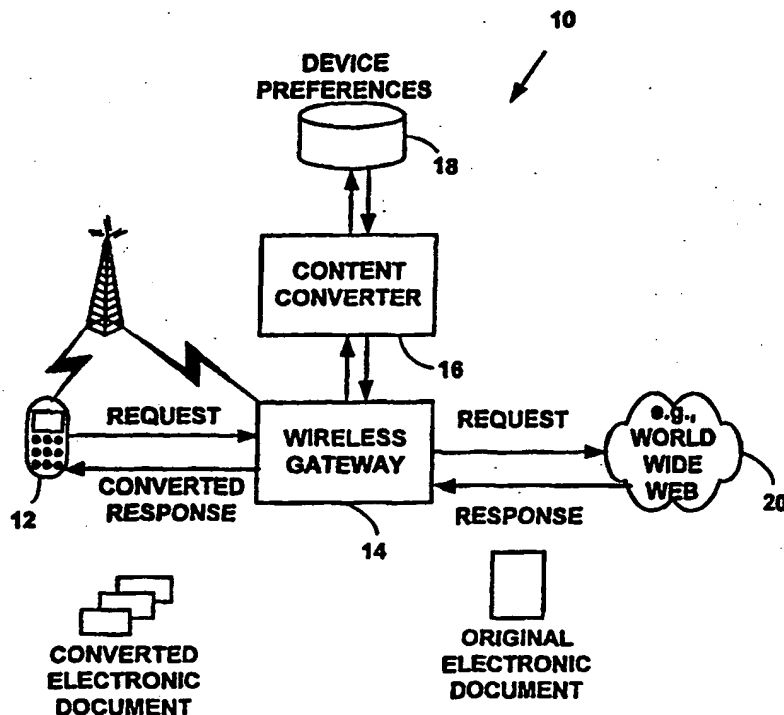 10
DEVICE
PREFERENCES
18
CONTENT
CONVERTER
16
REQUEST
WIRELESS
GATEWAY
REQUEST
e.g.,
WORLD
WIDE
WEB
20
12
CONVERTED
RESPONSE
14
RESPONSE
CONVERTED
ELECTRONIC
DOCUMENT
ORIGINAL
ELECTRONIC
DOCUMENT